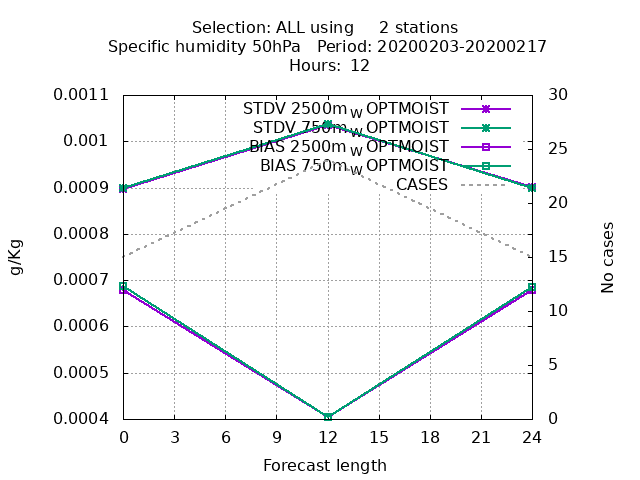 Selection: ALL using 2 stations
Specific humidity 50hPa Period: 20200203-20200217
Hours: 12
STDV 2500m_W OPTMOIST
STDV 750m_W OPTMOIST
BIAS 2500m_W OPTMOIST
BIAS 750m_W OPTMOIST
CASES
0.0011
0.001
0.0009
0.0008
0.0007
0.0006
0.0005
0.0004
g/Kg
30
25
20
15
10
5
0
No cases
0 3 6 9 12 15 18 21 24
Forecast length